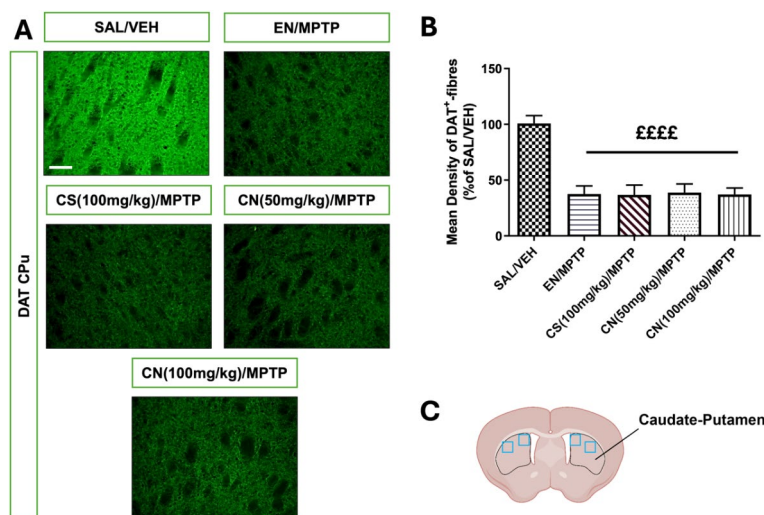 A
SAL/VEH
EN/MPTP
CS(100mg/kg)/MPTP
CN(50mg/kg)/MPTP
CN(100mg/kg)/MPTP
DAT CPu
B
Mean Density of DAT⁺-fibres
(%of SAL/VEH)
150
100
50
0
££££
SAL/VEH
EN/MPTP
CS(100mg/kg)/MPTP
CN(50mg/kg)/MPTP
CN(100mg/kg)/MPTP
C
Caudate-Putamen